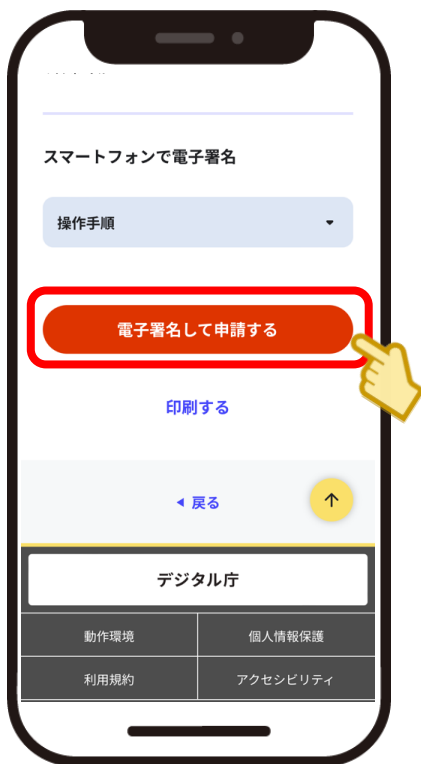 スマートフォンで電子署名
操作手順
電子署名して申請する
印刷する
戻る
デジタル庁
動作環境
個人情報保護
利用規約
アクセシビリティ